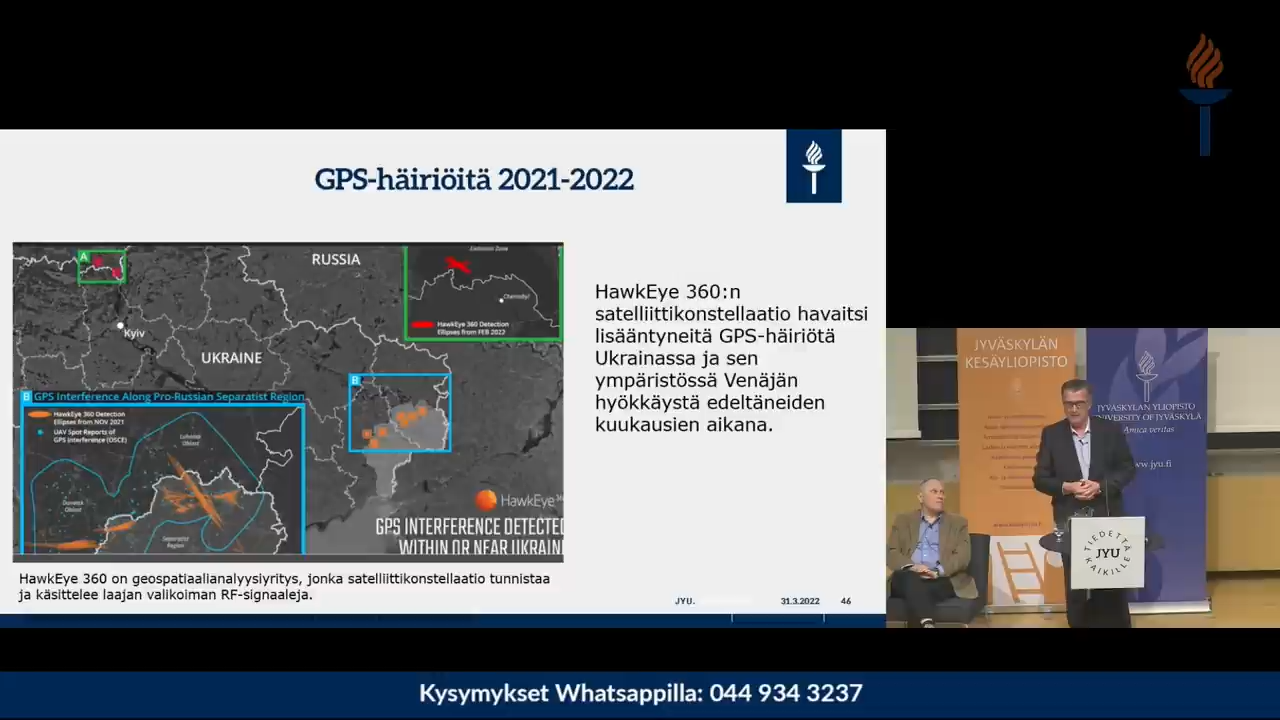 GPS-häiriöitä 2021-2022
RUSSIA
UKRAINE
Kyiv
A
B
Chernobyl
HawkEye 360 Detection
Ellipses from FEB 2022
B GPS Interference Along Pro-Russian Separatist Region
HawkEye 360 Detection
Ellipses from NOV 2021
UAV Spot Reports of
GPS Interference (OSCE)
Luhansk
Oblast
Donetsk
Oblast
Separatist
Region
HawkEye
GPS INTERFERENCE DETECTED
WITHIN OR NEAR UKRAINE
HawkEye 360:n
satelliittikonstellaatio havaitsi
lisääntyneitä GPS-häiriötä
Ukrainassa ja sen
ympäristössä Venäjän
hyökkäystä edeltäneiden
kuukausien aikana.
HawkEye 360 on geospatiaalianalyysiyritys, jonka satelliittikonstellaatio tunnistaa
ja käsittelee laajan valikoiman RF-signaaleja.
JYU.
31.3.2022
46
JYVÄSKYLÄN
KESÄYLIOPISTO
JYVÄSKYLÄN YLIOPISTO
UNIVERSITY OF JYVÄSKYLÄ
www.jyu.fi
TIEDETTÄ
JYU
KAIKILLE
Kysymykset Whatsappilla: 044 934 3237